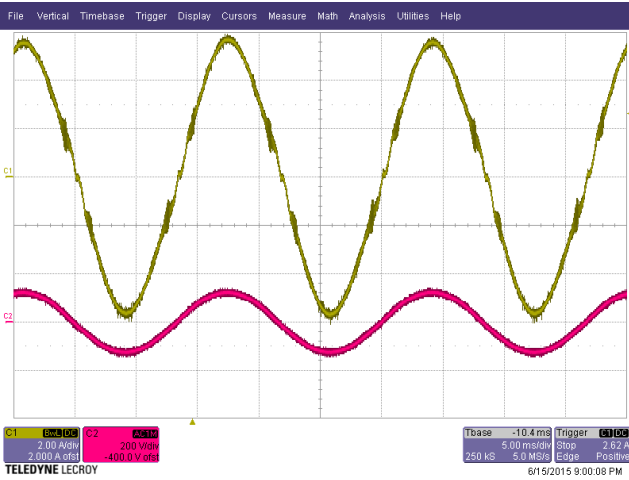 File Vertical Timebase Trigger Display Cursors Measure Math Analysis Utilities Help
C1
C2
C1 BwL DC C2 AC1M
2.00 A/div 200 V/div
2.000 A ofst -400.0 V ofst
Tbase -10.4 ms Trigger C1 DC
5.00 ms/div Stop 2.62 A
250 kS 5.0 MS/s Edge Positive
TELEDYNE LECROY
6/15/2015 9:00:08 PM